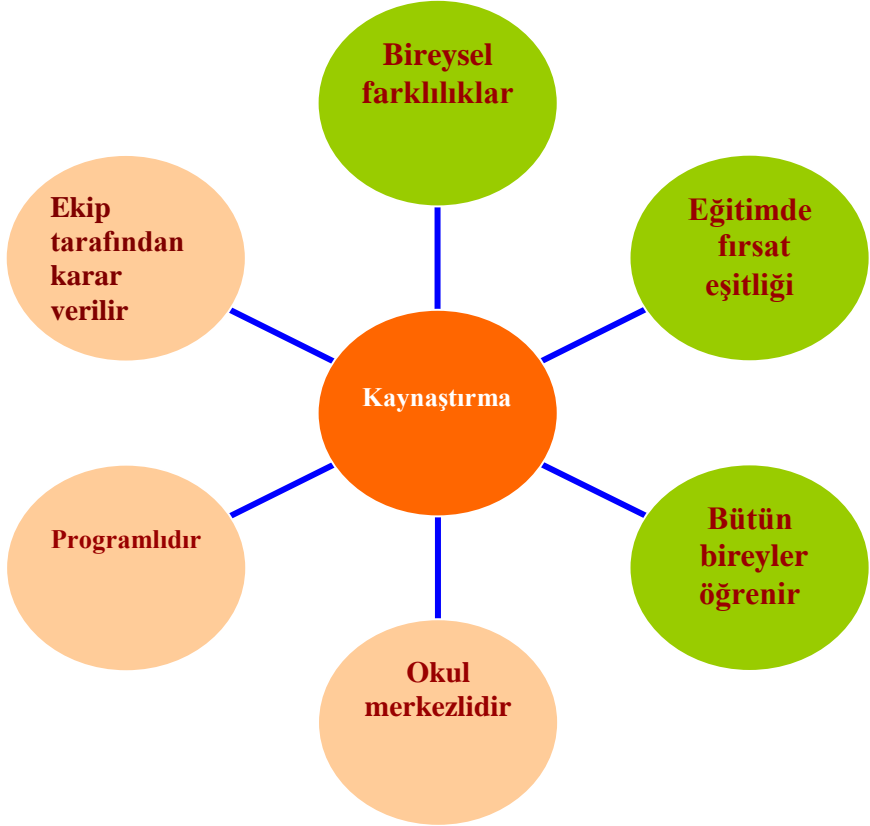 Bireysel
farklılıklar
Ekip
tarafından
karar
verilir
Eğitimde
fırsat
eşitliği
Kaynaştırma
Programlıdır
Bütün
bireyler
öğrenir
Okul
merkezlidir